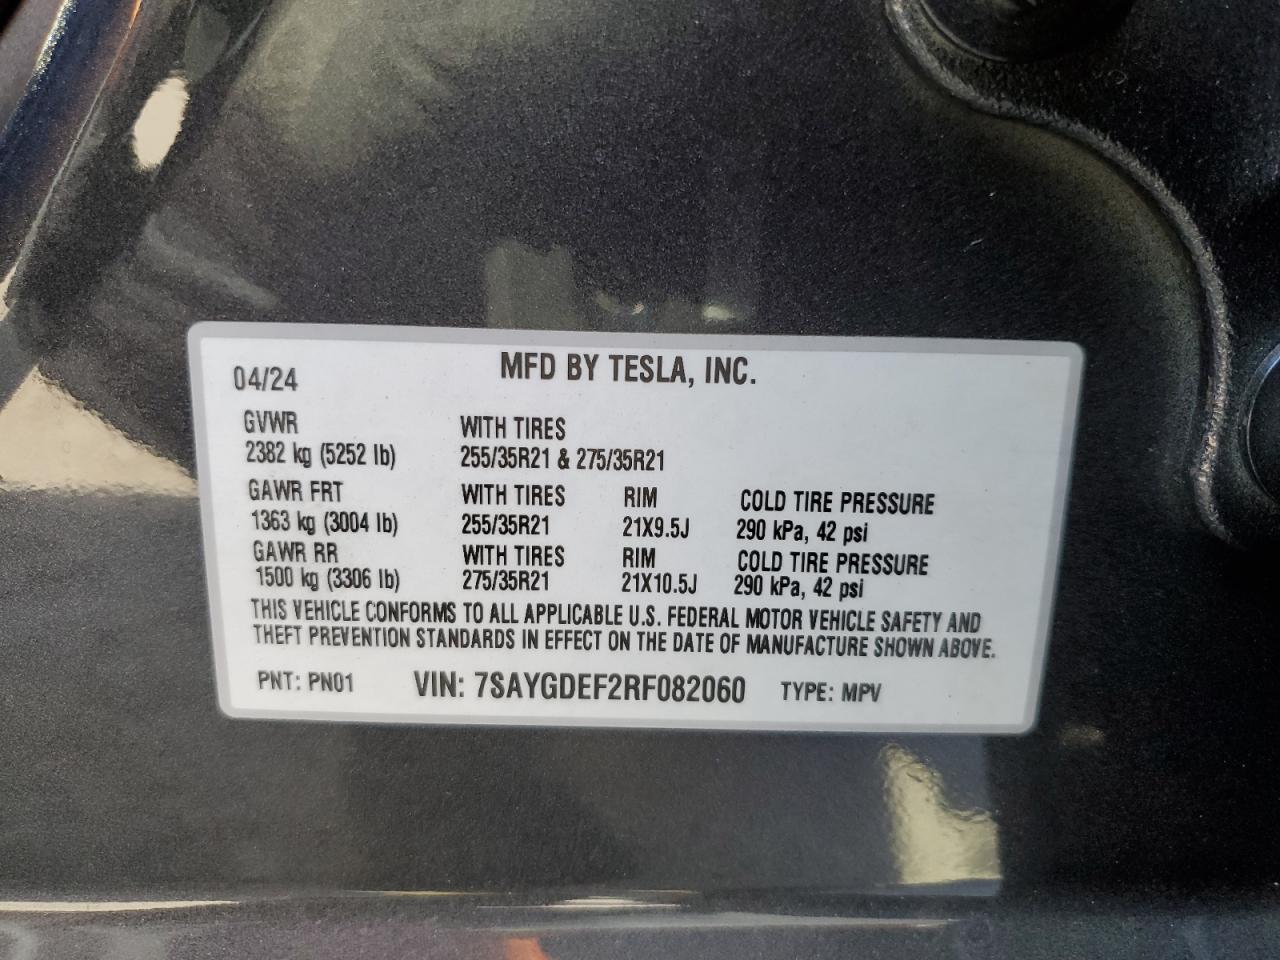 MFD BY TESLA, INC.
04/24
GVWR WITH TIRES
2382 kg (5252 lb) 255/35R21 & 275/35R21
GAWR FRT WITH TIRES RIM COLD TIRE PRESSURE
1363 kg (3004 lb) 255/35R21 21X9.5J 290 kPa, 42 psi
GAWR RR WITH TIRES RIM COLD TIRE PRESSURE
1500 kg (3306 lb) 275/35R21 21X10.5J 290 kPa, 42 psi
THIS VEHICLE CONFORMS TO ALL APPLICABLE U.S. FEDERAL MOTOR VEHICLE SAFETY AND
THEFT PREVENTION STANDARDS IN EFFECT ON THE DATE OF MANUFACTURE SHOWN ABOVE.
PNT: PN01 VIN: 7SAYGDEF2RF082060 TYPE: MPV